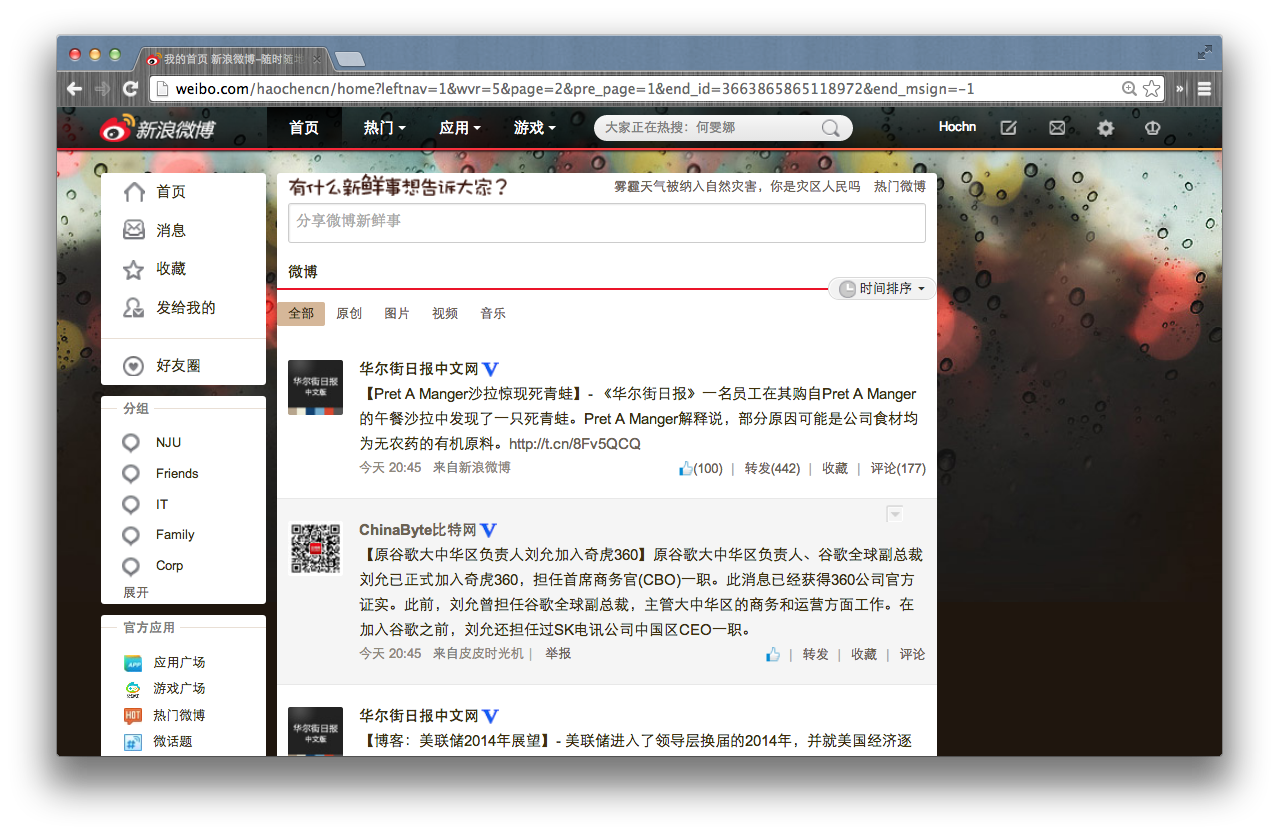 我的首页 新浪微博-随时随地
weibo.com/haochencn/home?leftnav=1&wvr=5&page=2&pre_page=1&end_id=3663865865118972&end_msign=-1
新浪微博
首页
热门
应用
游戏
大家正在热搜：何雯娜
Hochn
首页
消息
收藏
发给我的
好友圈
分组
NJU
Friends
IT
Family
Corp
展开
官方应用
APP 应用广场
游戏广场
HOT 热门微博
# 微话题
有什么新鲜事想告诉大家？
雾霾天气被纳入自然灾害，你是灾区人民吗 热门微博
分享微博新鲜事
微博
时间排序
全部 原创 图片 视频 音乐
华尔街日报
中文版
华尔街日报中文网 V
【Pret A Manger沙拉惊现死青蛙】- 《华尔街日报》一名员工在其购自Pret A Manger
的午餐沙拉中发现了一只死青蛙。Pret A Manger解释说，部分原因可能是公司食材均
为无农药的有机原料。http://t.cn/8Fv5QCQ
今天 20:45 来自新浪微博 (100) | 转发(442) | 收藏 | 评论(177)
ChinaByte比特网 V
【原谷歌大中华区负责人刘允加入奇虎360】原谷歌大中华区负责人、谷歌全球副总裁
刘允已正式加入奇虎360，担任首席商务官(CBO)一职。此消息已经获得360公司官方
证实。此前，刘允曾担任谷歌全球副总裁，主管大中华区的商务和运营方面工作。在
加入谷歌之前，刘允还担任过SK电讯公司中国区CEO一职。
今天 20:45 来自皮皮时光机 | 举报 | 转发 | 收藏 | 评论
华尔街日报
中文版
华尔街日报中文网 V
【博客：美联储2014年展望】- 美联储进入了领导层换届的2014年，并就美国经济逐